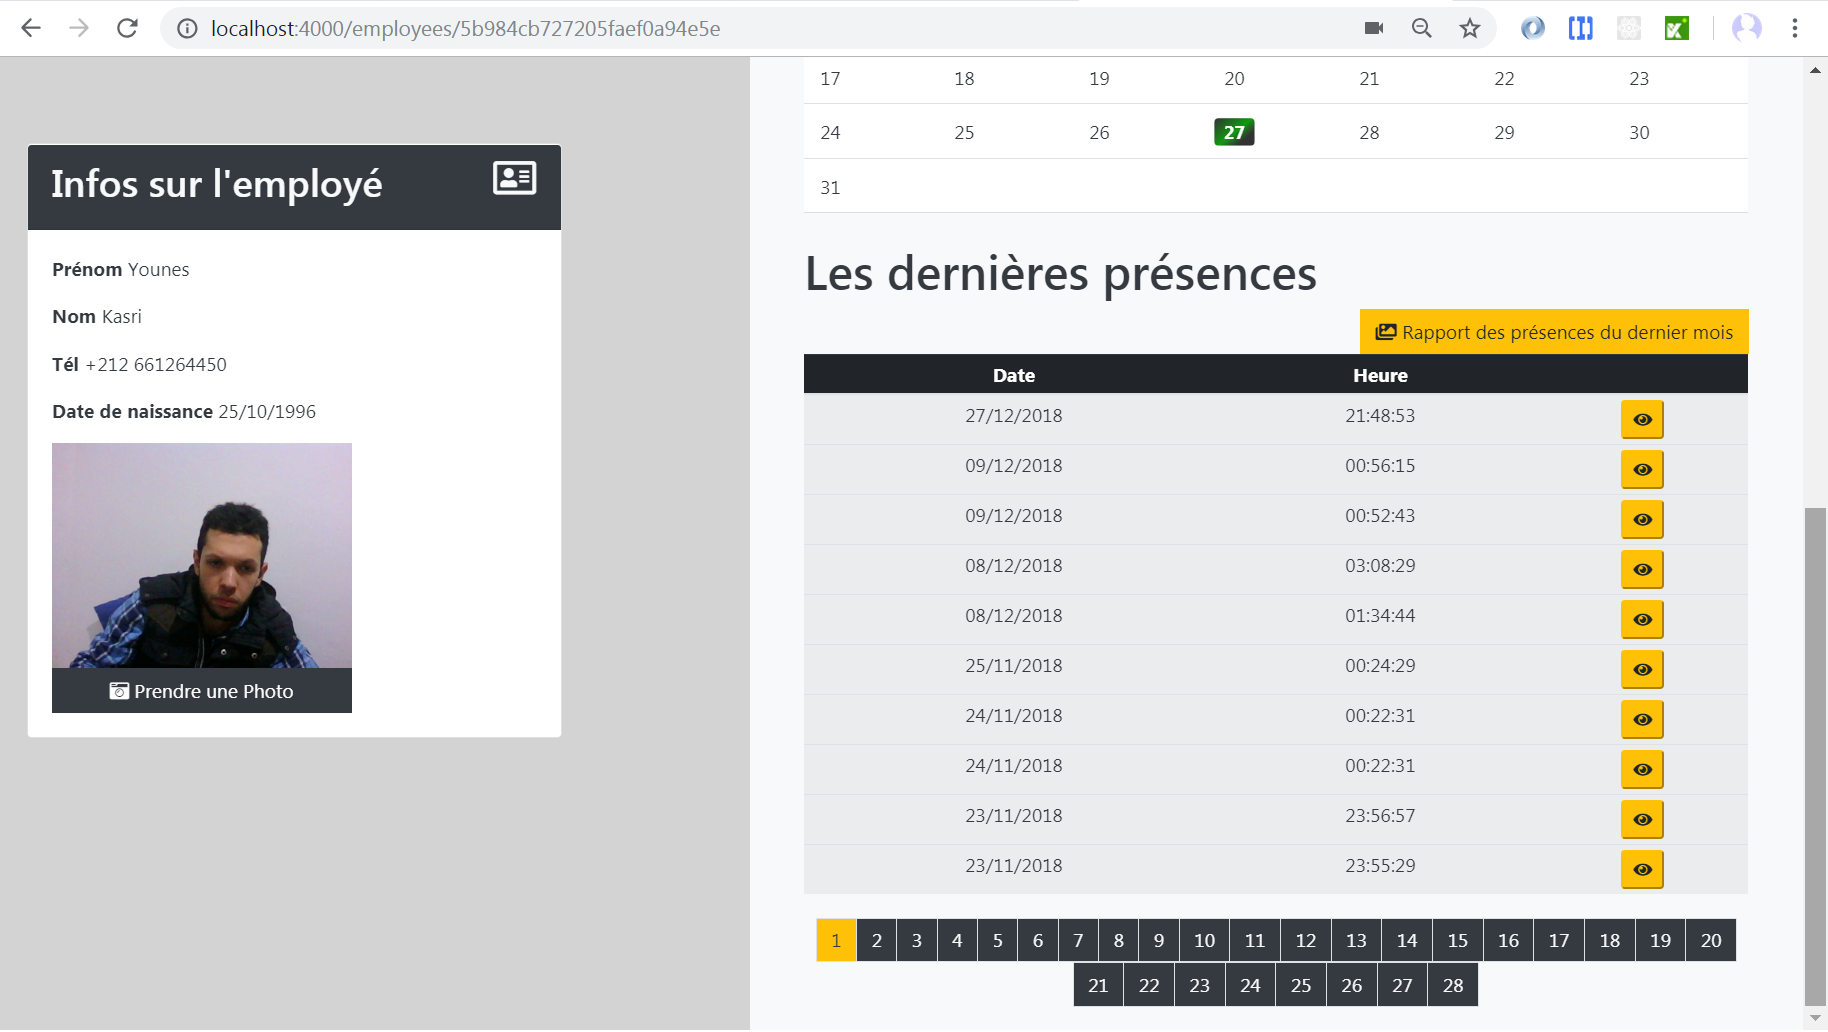 localhost:4000/employees/5b984cb727205faef0a94e5e
Infos sur l'employé
Prénom Younes
Nom Kasri
Tél +212 661264450
Date de naissance 25/10/1996
Prendre une Photo
17 18 19 20 21 22 23
24 25 26 27 28 29 30
31
Les dernières présences
Rapport des présences du dernier mois
Date Heure
27/12/2018 21:48:53
09/12/2018 00:56:15
09/12/2018 00:52:43
08/12/2018 03:08:29
08/12/2018 01:34:44
25/11/2018 00:24:29
24/11/2018 00:22:31
24/11/2018 00:22:31
23/11/2018 23:56:57
23/11/2018 23:55:29
1 2 3 4 5 6 7 8 9 10 11 12 13 14 15 16 17 18 19 20
21 22 23 24 25 26 27 28